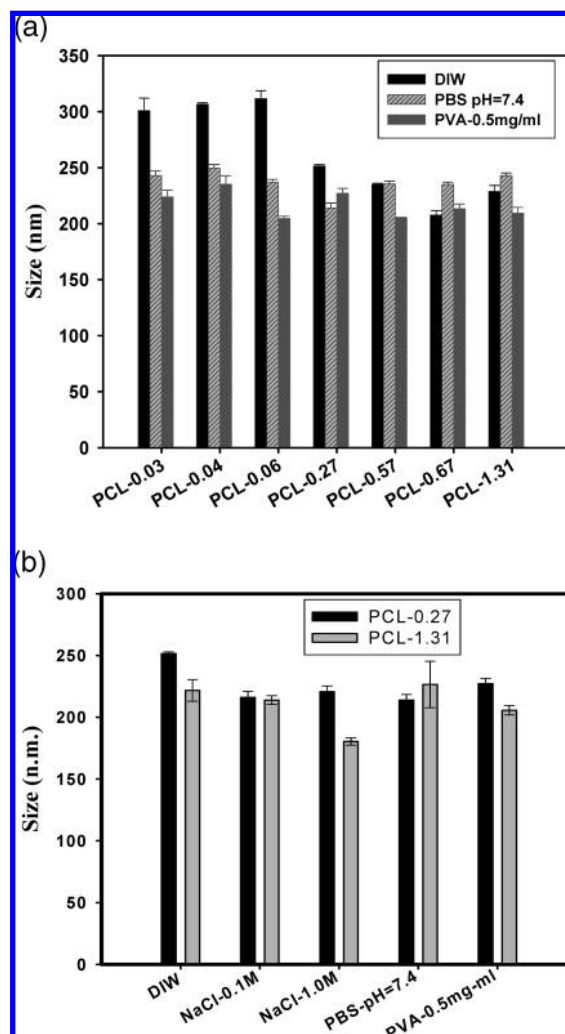 (a)
350
300
250
200
150
100
50
0
Size (nm)
DIW
PBS pH=7.4
PVA-0.5mg/ml
PCL-0.03
PCL-0.04
PCL-0.06
PCL-0.27
PCL-0.57
PCL-0.67
PCL-1.31
(b)
300
250
200
150
100
50
0
Size (n.m.)
PCL-0.27
PCL-1.31
DIW
NaCl-0.1M
NaCl-1.0M
PBS-pH=7.4
PVA-0.5mg-ml